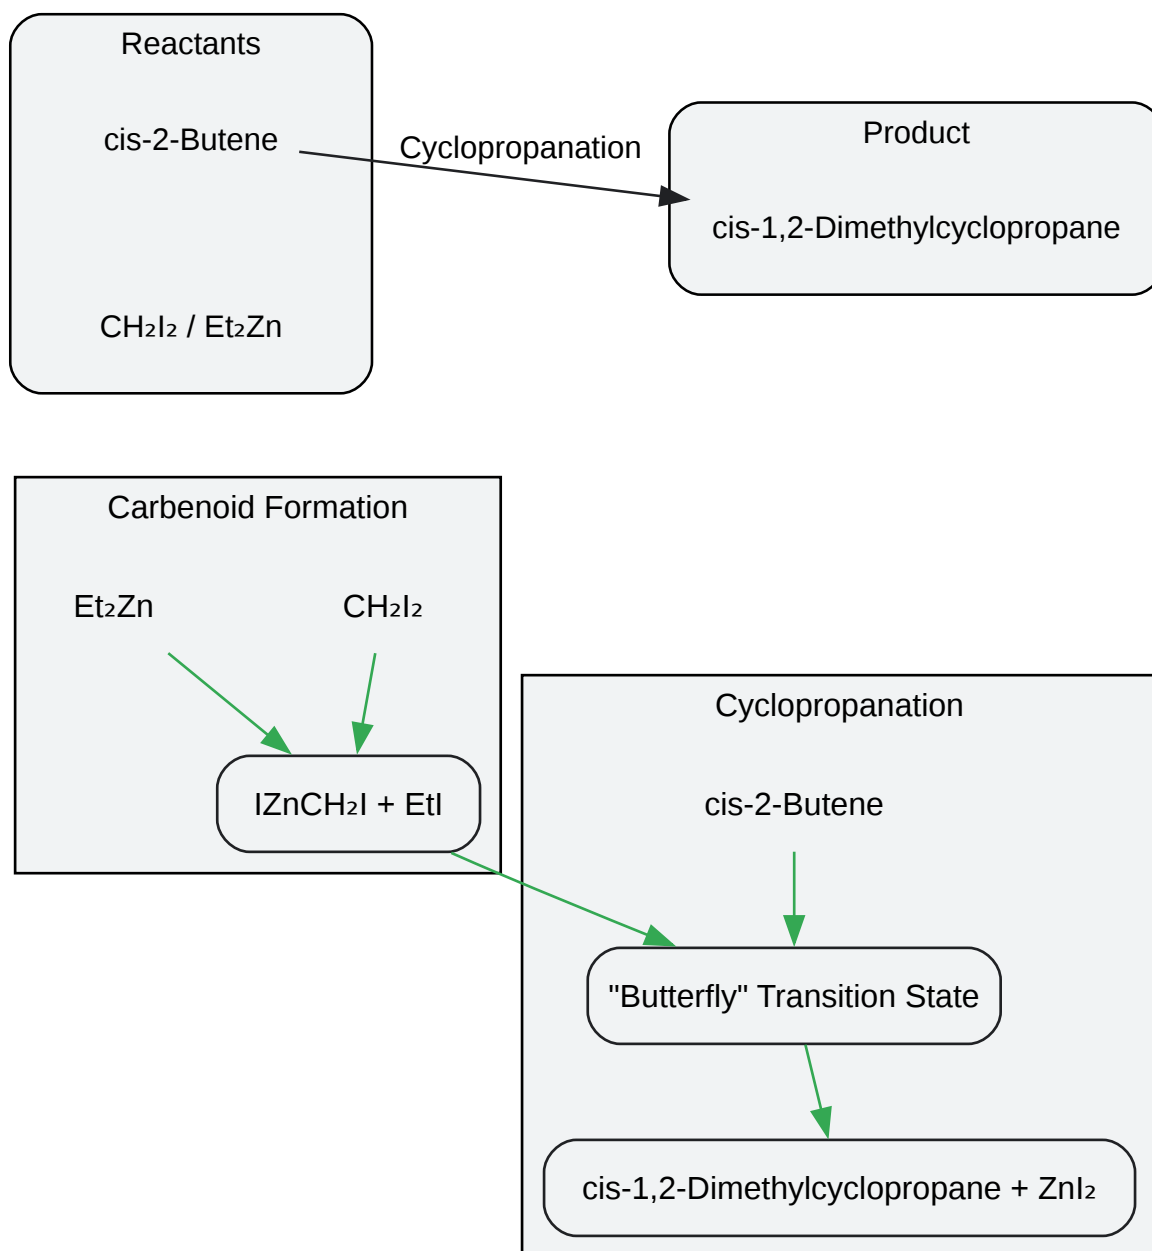 Reactants
cis-2-Butene
Cyclopropanation
Product
cis-1,2-Dimethylcyclopropane
CH₂I₂ / Et₂Zn
Carbenoid Formation
Et₂Zn
CH₂I₂
IZnCH₂I + EtI
Cyclopropanation
cis-2-Butene
"Butterfly" Transition State
cis-1,2-Dimethylcyclopropane + ZnI₂